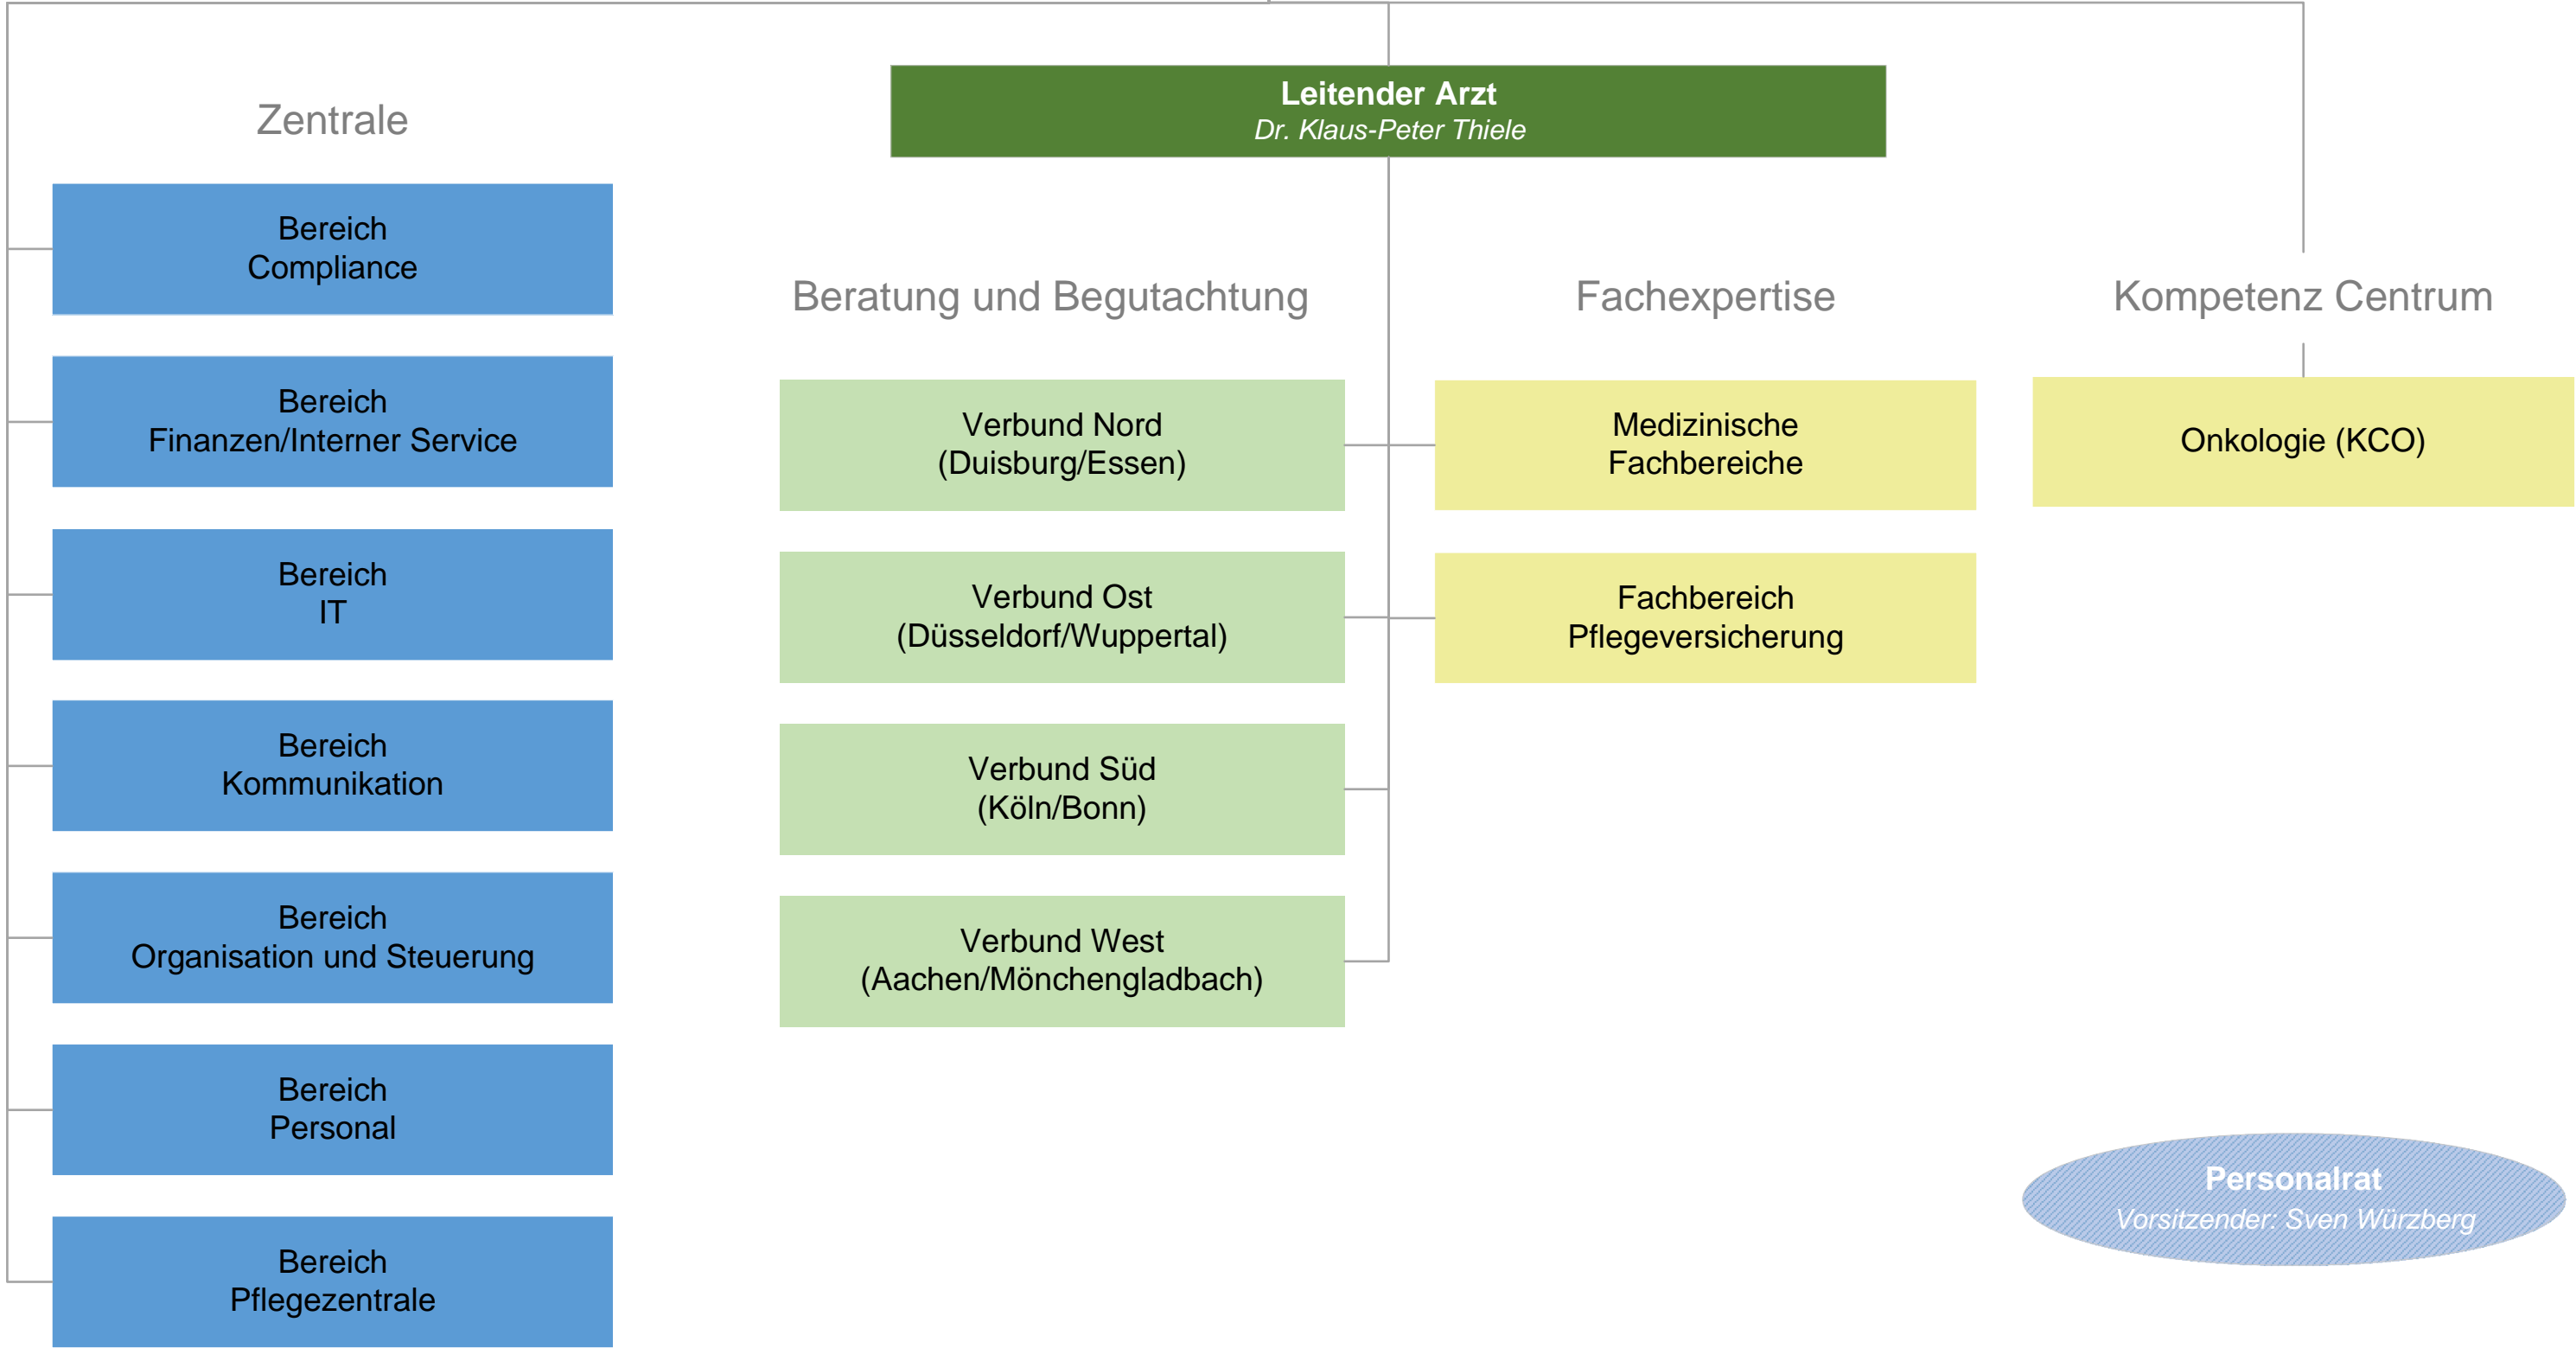 Leitender Arzt
Dr. Klaus-Peter Thiele
Zentrale
Bereich
Compliance
Bereich
Finanzen/Interner Service
Bereich
IT
Bereich
Kommunikation
Bereich
Organisation und Steuerung
Bereich
Personal
Bereich
Pflegezentrale
Beratung und Begutachtung
Verbund Nord
(Duisburg/Essen)
Verbund Ost
(Düsseldorf/Wuppertal)
Verbund Süd
(Köln/Bonn)
Verbund West
(Aachen/Mönchengladbach)
Fachexpertise
Medizinische
Fachbereiche
Fachbereich
Pflegeversicherung
Kompetenz Centrum
Onkologie (KCO)
Personalrat
Vorsitzender: Sven Würzberg